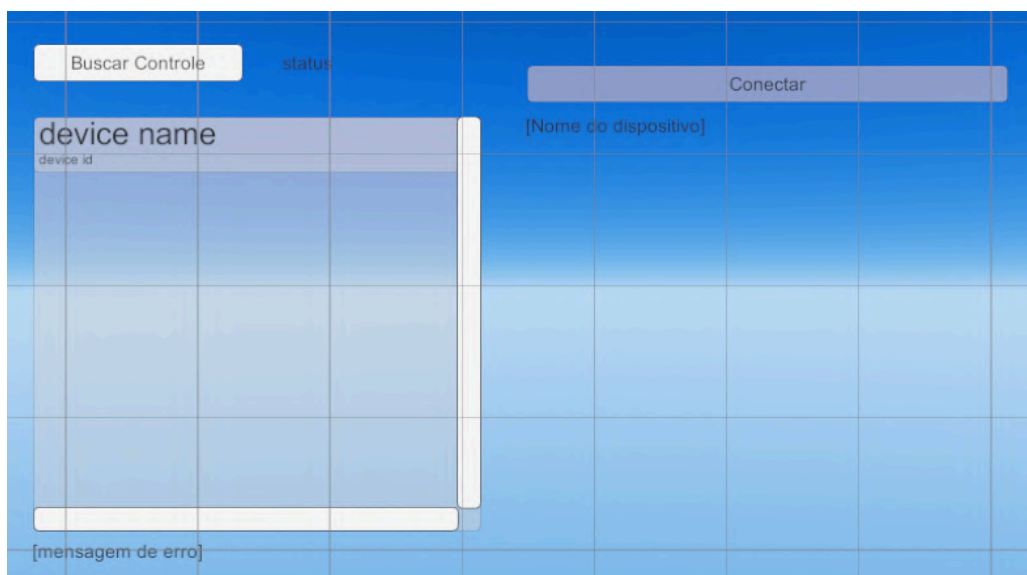 Buscar Controle
status
Conectar
device name
device id
[Nome do dispositivo]
[mensagem de erro]